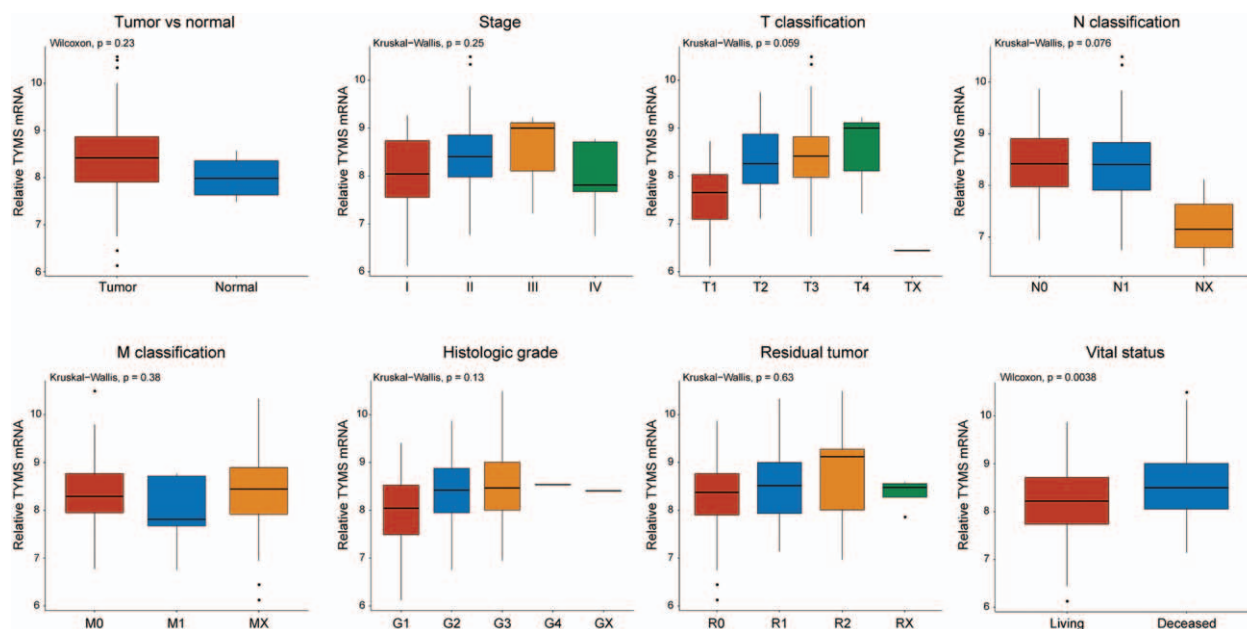 Tumor vs normal
Wilcoxon, p = 0.23
Relative TYMS mRNA
10
9
8
7
6
Tumor Normal
Stage
Kruskal−Wallis, p = 0.25
Relative TYMS mRNA
10
9
8
7
6
I II III IV
T classification
Kruskal−Wallis, p = 0.059
Relative TYMS mRNA
10
9
8
7
6
T1 T2 T3 T4 TX
N classification
Kruskal−Wallis, p = 0.076
Relative TYMS mRNA
10
9
8
7
N0 N1 NX
M classification
Kruskal−Wallis, p = 0.38
Relative TYMS mRNA
10
9
8
7
6
M0 M1 MX
Histologic grade
Kruskal−Wallis, p = 0.13
Relative TYMS mRNA
10
9
8
7
6
G1 G2 G3 G4 GX
Residual tumor
Kruskal−Wallis, p = 0.63
Relative TYMS mRNA
10
9
8
7
6
R0 R1 R2 RX
Vital status
Wilcoxon, p = 0.0038
Relative TYMS mRNA
10
9
8
7
6
Living Deceased